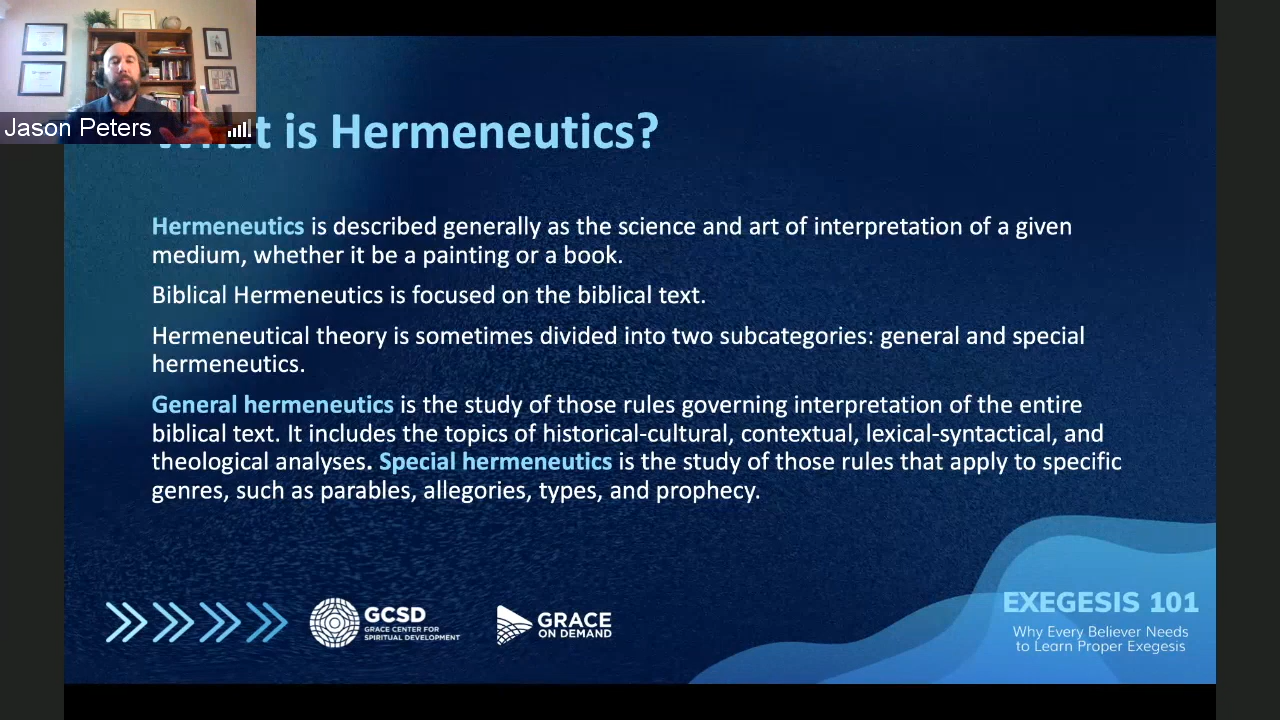 Jason Peters
What is Hermeneutics?
Hermeneutics is described generally as the science and art of interpretation of a given
medium, whether it be a painting or a book.
Biblical Hermeneutics is focused on the biblical text.
Hermeneutical theory is sometimes divided into two subcategories: general and special
hermeneutics.
General hermeneutics is the study of those rules governing interpretation of the entire
biblical text. It includes the topics of historical-cultural, contextual, lexical-syntactical, and
theological analyses. Special hermeneutics is the study of those rules that apply to specific
genres, such as parables, allegories, types, and prophecy.
GCSD
GRACE CENTER FOR
SPIRITUAL DEVELOPMENT
GRACE
ON DEMAND
EXEGESIS 101
Why Every Believer Needs
to Learn Proper Exegesis